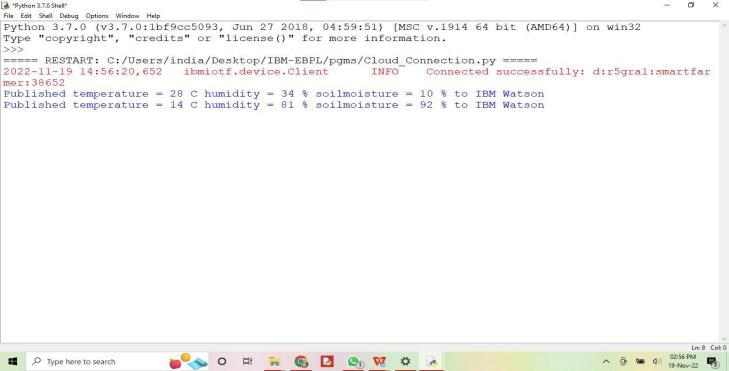 *Python 3.7.0 Shell*
File Edit Shell Debug Options Window Help
Python 3.7.0 (v3.7.0:1bf9cc5093, Jun 27 2018, 04:59:51) [MSC v.1914 64 bit (AMD64)] on win32
Type "copyright", "credits" or "license()" for more information.
>>>
===== RESTART: C:/Users/india/Desktop/IBM-EBPL/pgms/Cloud_Connection.py =====
2022-11-19 14:56:20,652 ibmiotf.device.Client INFO Connected successfully: d:r5gral:smartfar
mer:38652
Published temperature = 28 C humidity = 34 % soilmoisture = 10 % to IBM Watson
Published temperature = 14 C humidity = 81 % soilmoisture = 92 % to IBM Watson
Ln: 8 Col: 0
Type here to search
02:56 PM
19-Nov-22